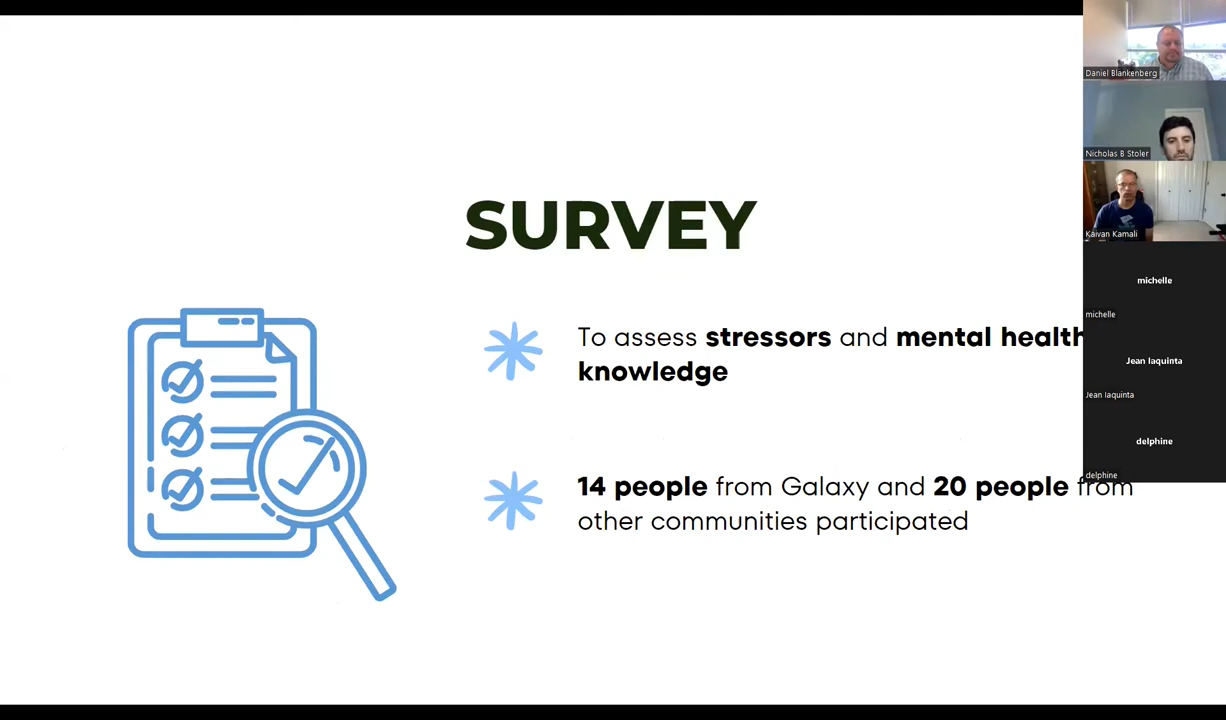 SURVEY
To assess stressors and mental health
knowledge
14 people from Galaxy and 20 people from
other communities participated
Daniel Blankenberg
Nicholas B Stoler
Kaivan Kamali
michelle
michelle
Jean Iaquinta
Jean Iaquinta
delphine
delphine